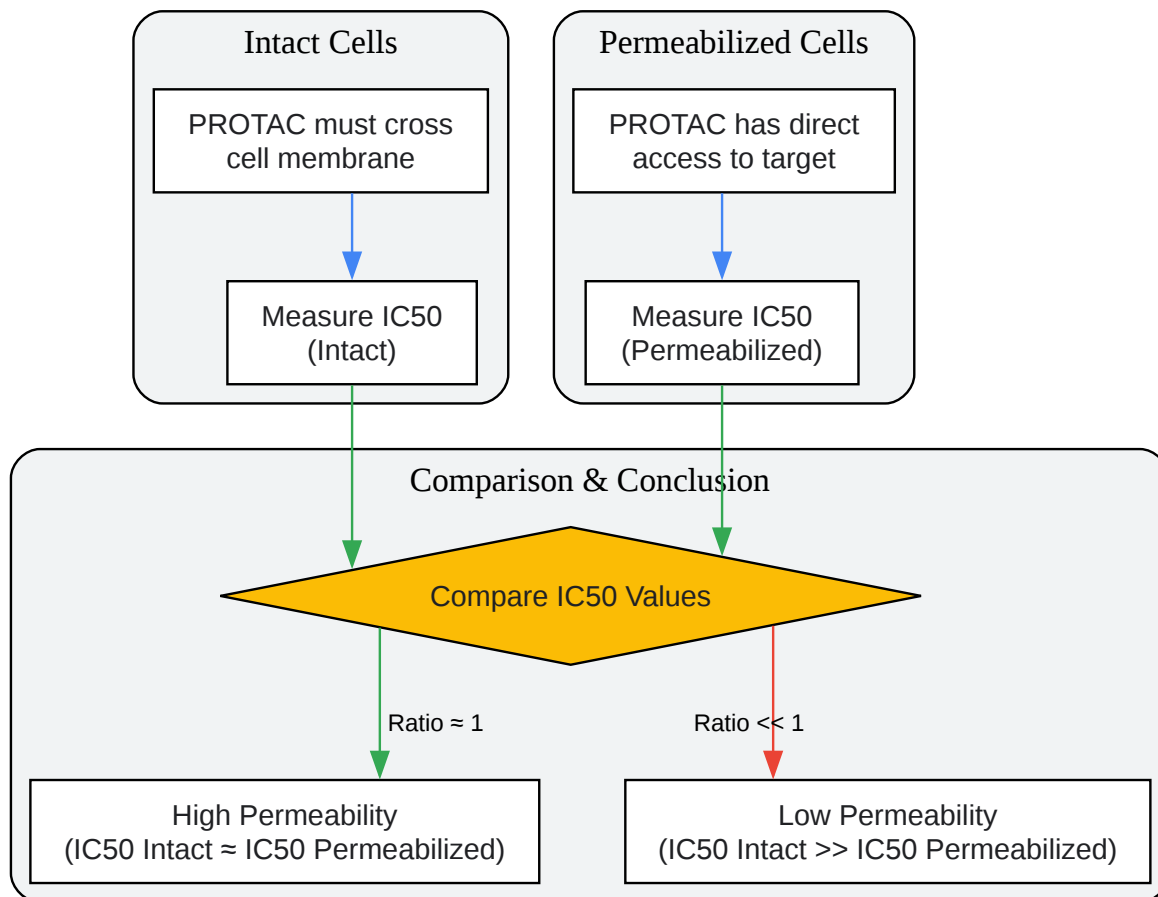 Intact Cells
PROTAC must cross
cell membrane
Measure IC50
(Intact)
Permeabilized Cells
PROTAC has direct
access to target
Measure IC50
(Permeabilized)
Comparison & Conclusion
Compare IC50 Values
Ratio ≈ 1
Ratio << 1
High Permeability
(IC50 Intact ≈ IC50 Permeabilized)
Low Permeability
(IC50 Intact >> IC50 Permeabilized)